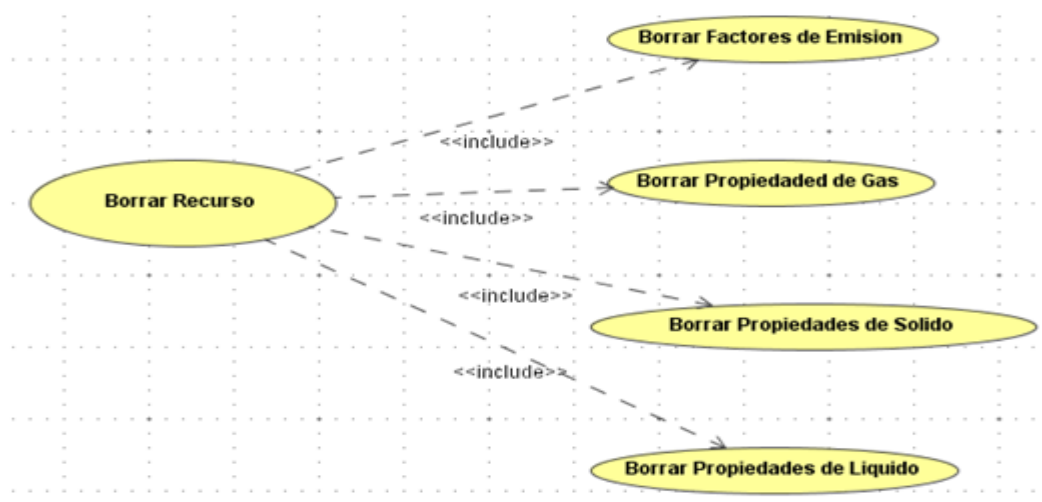 Borrar Factores de Emision
<<include>>
Borrar Propiedaded de Gas
Borrar Recurso
<<include>>
<<include>>
Borrar Propiedades de Solido
<<include>>
Borrar Propiedades de Liquido